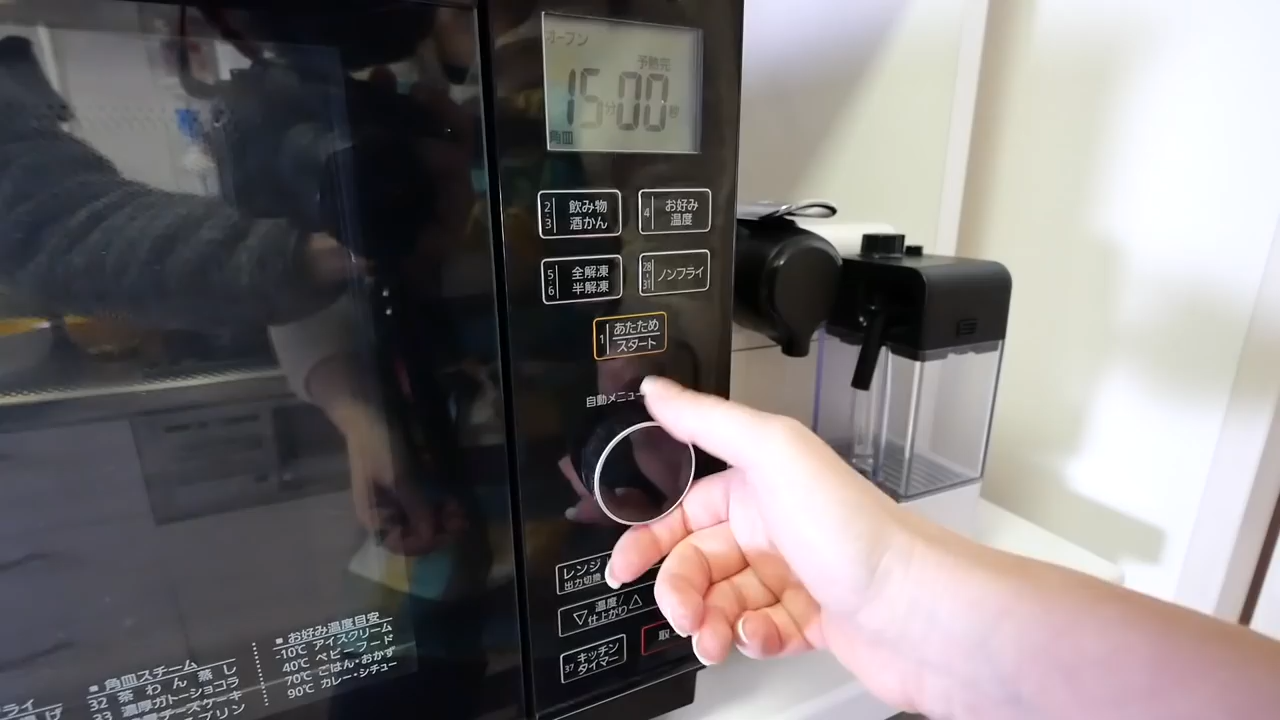 オーブン
予熱完
15分00秒
角皿
2・3 飲み物
酒かん
4 お好み
温度
5・6 全解凍
半解凍
28・31 ノンフライ
1 あたため
スタート
自動メニュー
レンジ
出力切換
▽ 温度/仕上がり △
取
37 キッチン
タイマー
■お好み温度目安
-10℃ アイスクリーム
40℃ ベビーフード
70℃ ごはん・おかず
90℃ カレー・シチュー
■角皿スチーム
32 茶わん蒸し
33 濃厚ガトーショコラ
チーズケーキ
プリン
ライ
げ